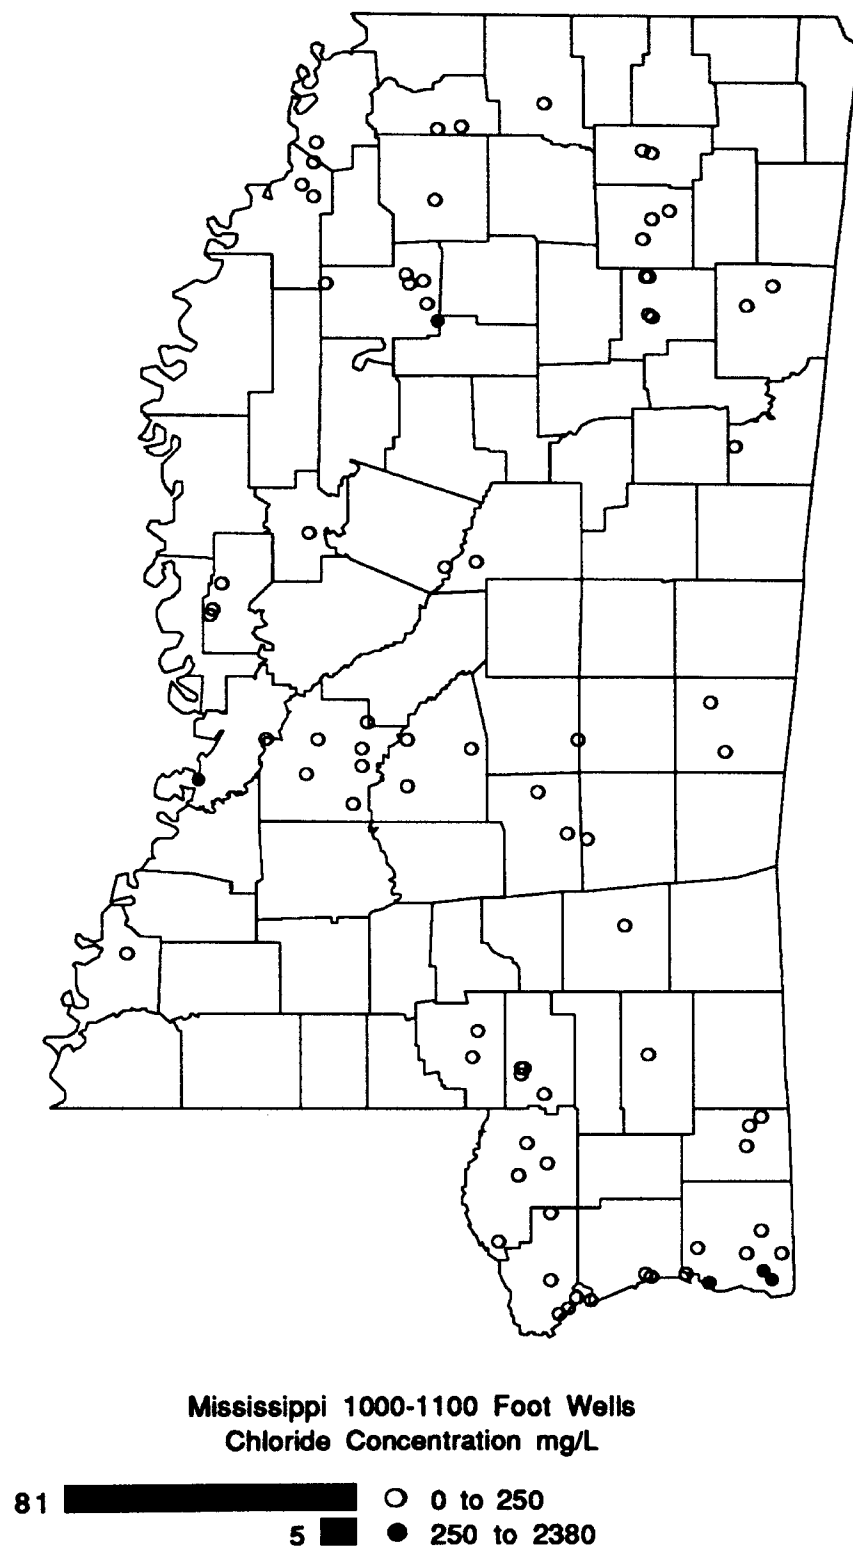 Mississippi 1000-1100 Foot Wells
Chloride Concentration mg/L
81 0 to 250
5 250 to 2380